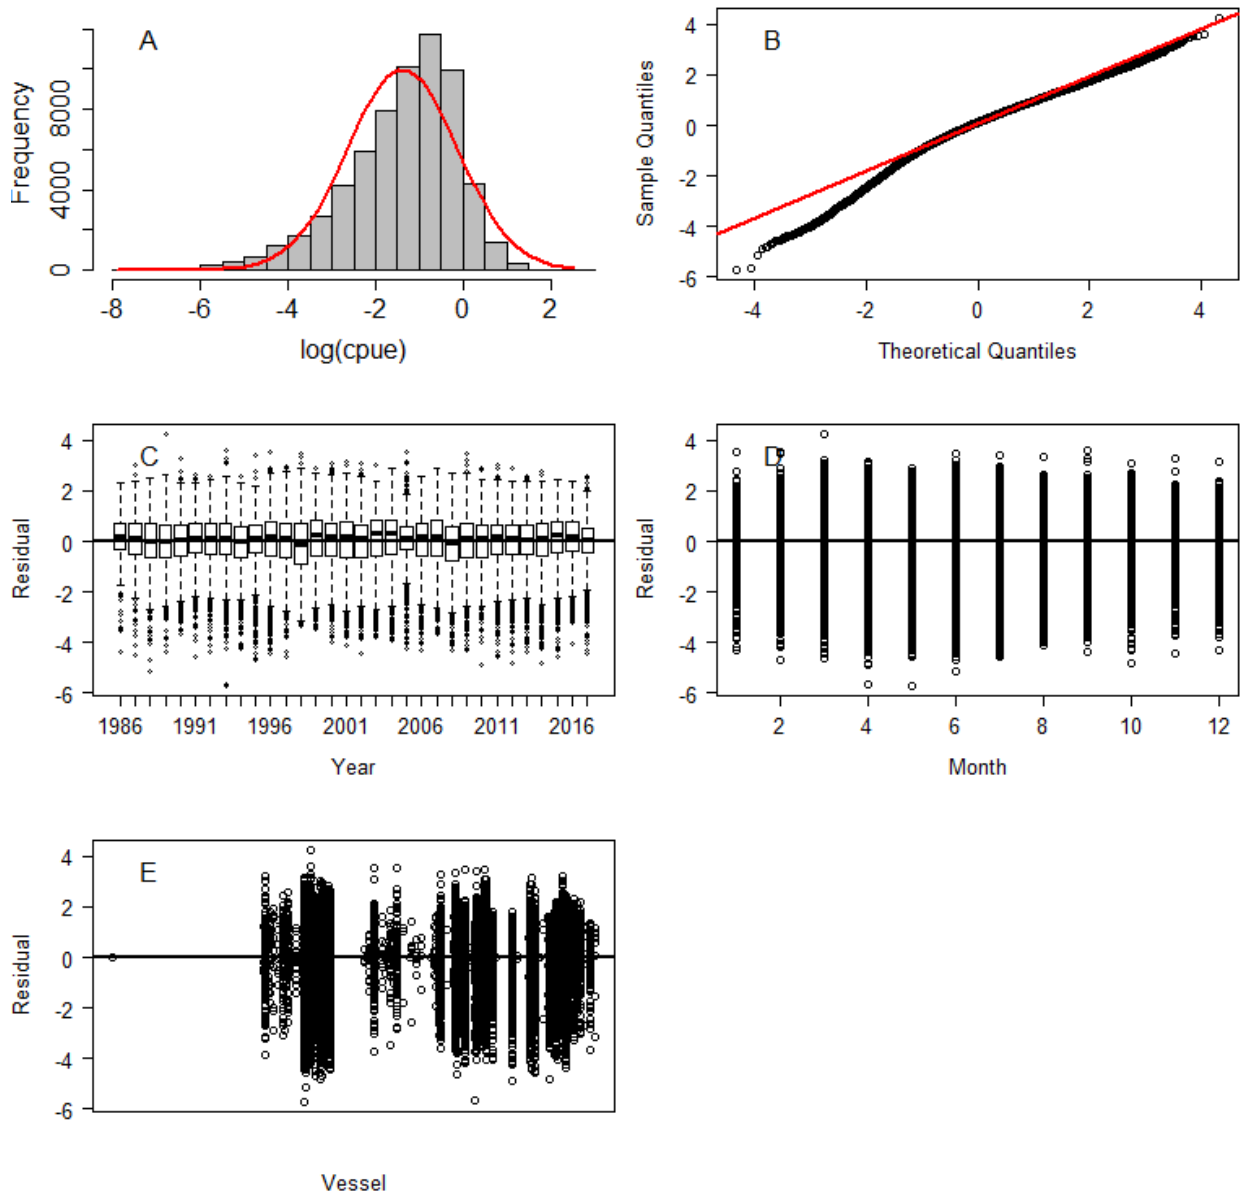 A
Frequency
8000
4000
0
-8 -6 -4 -2 0 2
log(cpue)
B
Sample Quantiles
4
2
0
-2
-4
-6
-4 -2 0 2 4
Theoretical Quantiles
C
Residual
4
2
0
-2
-4
-6
1986 1991 1996 2001 2006 2011 2016
Year
D
Residual
4
2
0
-2
-4
-6
2 4 6 8 10 12
Month
E
Residual
4
2
0
-2
-4
-6
Vessel